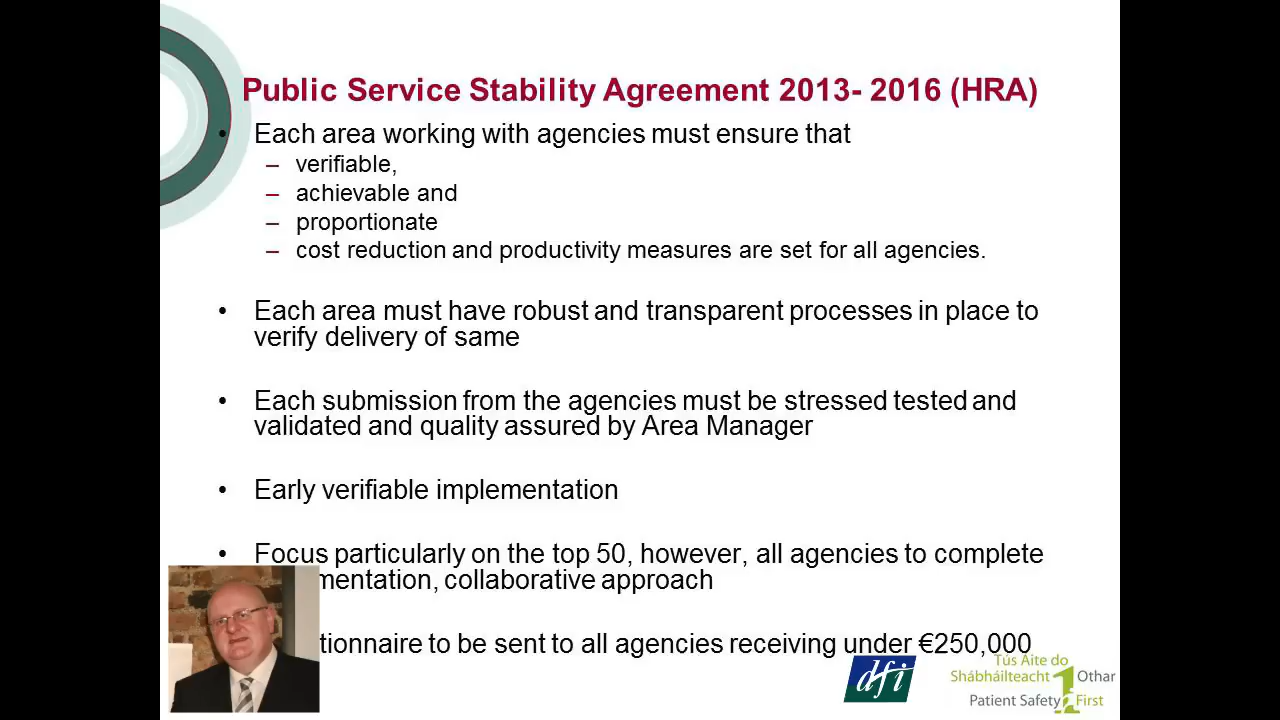 Public Service Stability Agreement 2013- 2016 (HRA)
• Each area working with agencies must ensure that
– verifiable,
– achievable and
– proportionate
– cost reduction and productivity measures are set for all agencies.
• Each area must have robust and transparent processes in place to
verify delivery of same
• Each submission from the agencies must be stressed tested and
validated and quality assured by Area Manager
• Early verifiable implementation
• Focus particularly on the top 50, however, all agencies to complete
mentation, collaborative approach
tionnaire to be sent to all agencies receiving under €250,000
dfi
Tús Aite do
Shábháilteacht 1 Othar
Patient Safety First